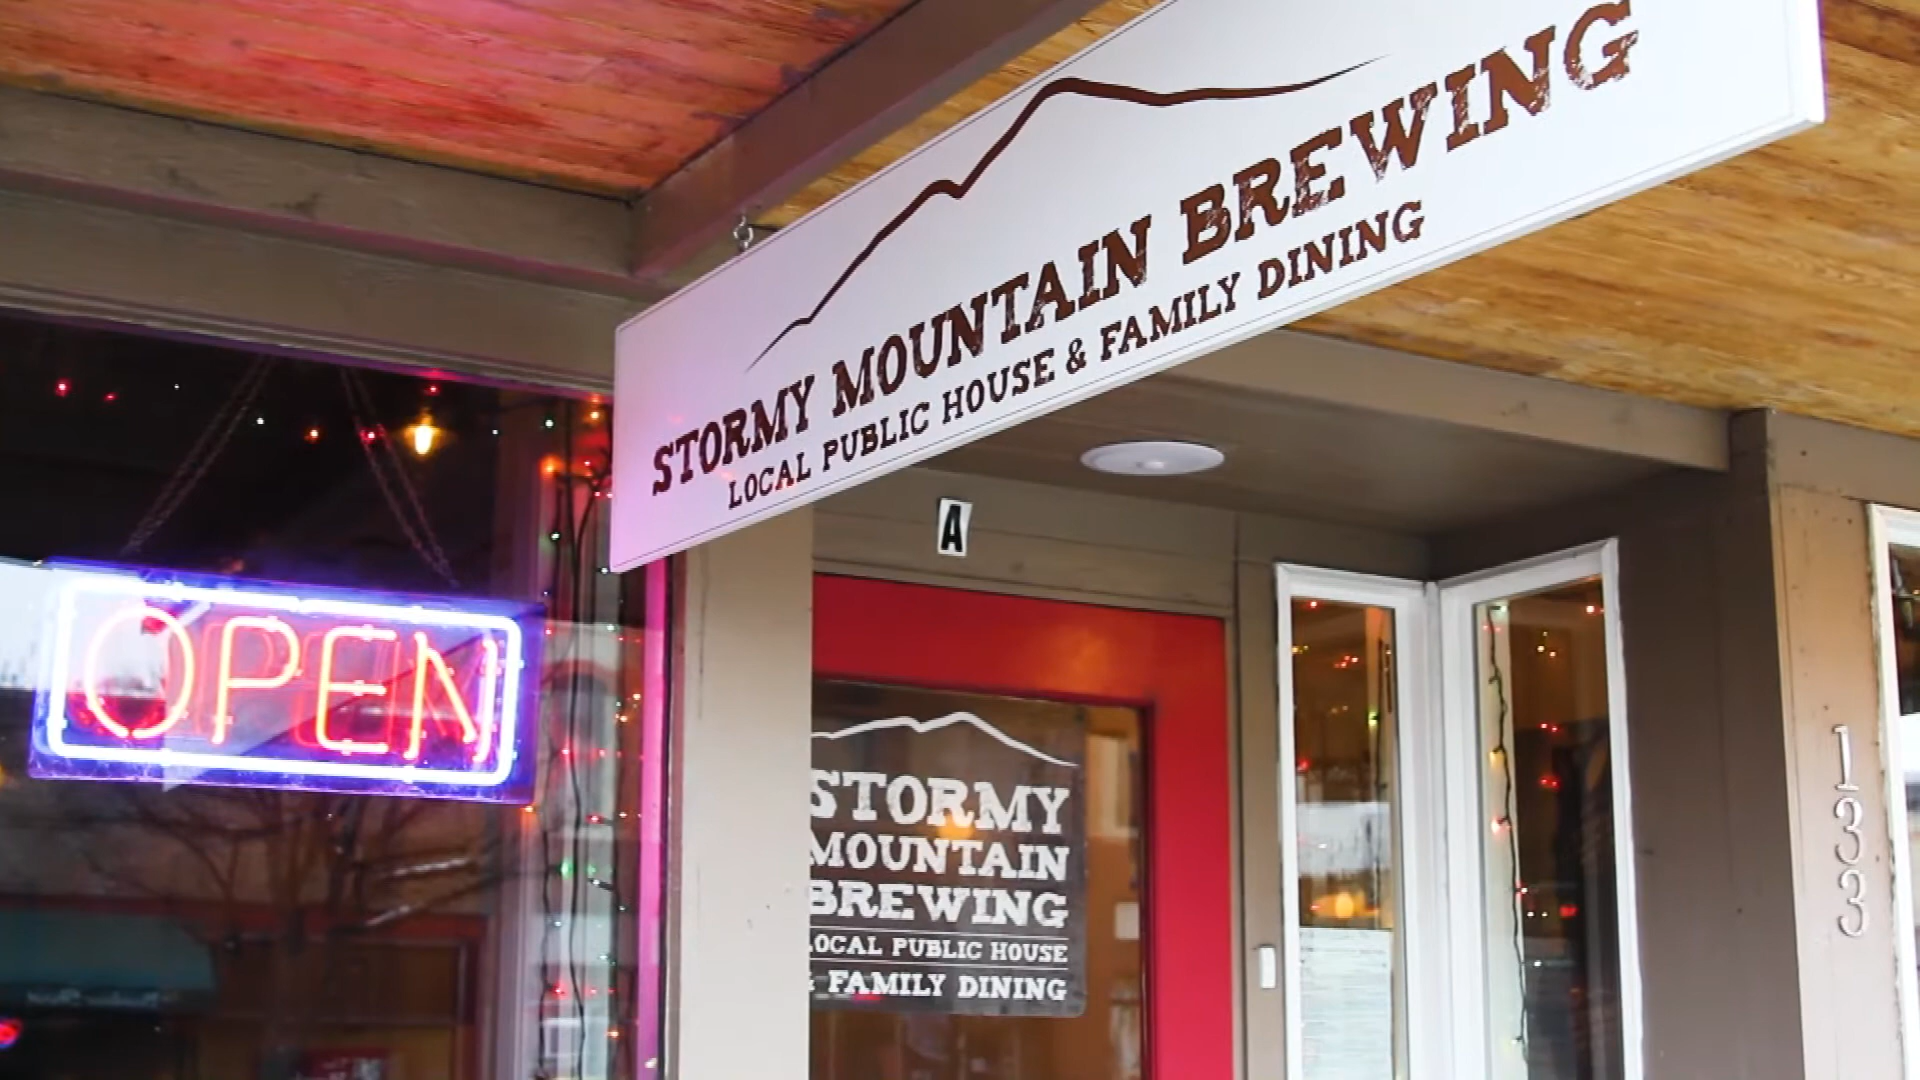 STORMY MOUNTAIN BREWING
LOCAL PUBLIC HOUSE & FAMILY DINING
A
OPEN
STORMY
MOUNTAIN
BREWING
LOCAL PUBLIC HOUSE
& FAMILY DINING
133